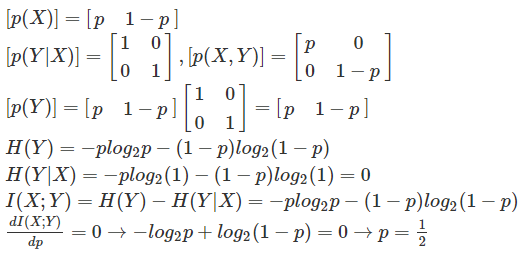 [p(X)] = [p 1 − p]
[p(Y|X)] = [1 0; 0 1], [p(X, Y)] = [p 0; 0 1 − p]
[p(Y)] = [p 1 − p] [1 0; 0 1] = [p 1 − p]
H(Y) = −plog₂p − (1 − p)log₂(1 − p)
H(Y|X) = −plog₂(1) − (1 − p)log₂(1) = 0
I(X; Y) = H(Y) − H(Y|X) = −plog₂p − (1 − p)log₂(1 − p)
dI(X;Y)/dp = 0 → −log₂p + log₂(1 − p) = 0 → p = 1/2